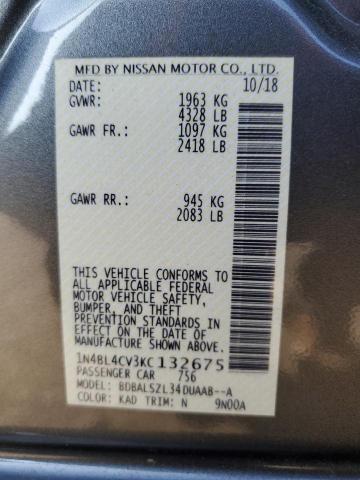 MFD BY NISSAN MOTOR CO., LTD.
DATE: 10/18
GVWR: 1963 KG
4328 LB
GAWR FR.: 1097 KG
2418 LB
GAWR RR.: 945 KG
2083 LB
THIS VEHICLE CONFORMS TO
ALL APPLICABLE FEDERAL
MOTOR VEHICLE SAFETY,
BUMPER, AND THEFT
PREVENTION STANDARDS
IN EFFECT ON THE DATE OF
MANUFACTURE SHOWN ABOVE.
1N4BL4CV3KC132675
PASSENGER CAR 756
MODEL: BDBALSZL34DUAAB--A
COLOR: KAD TRIM: N 9N00A